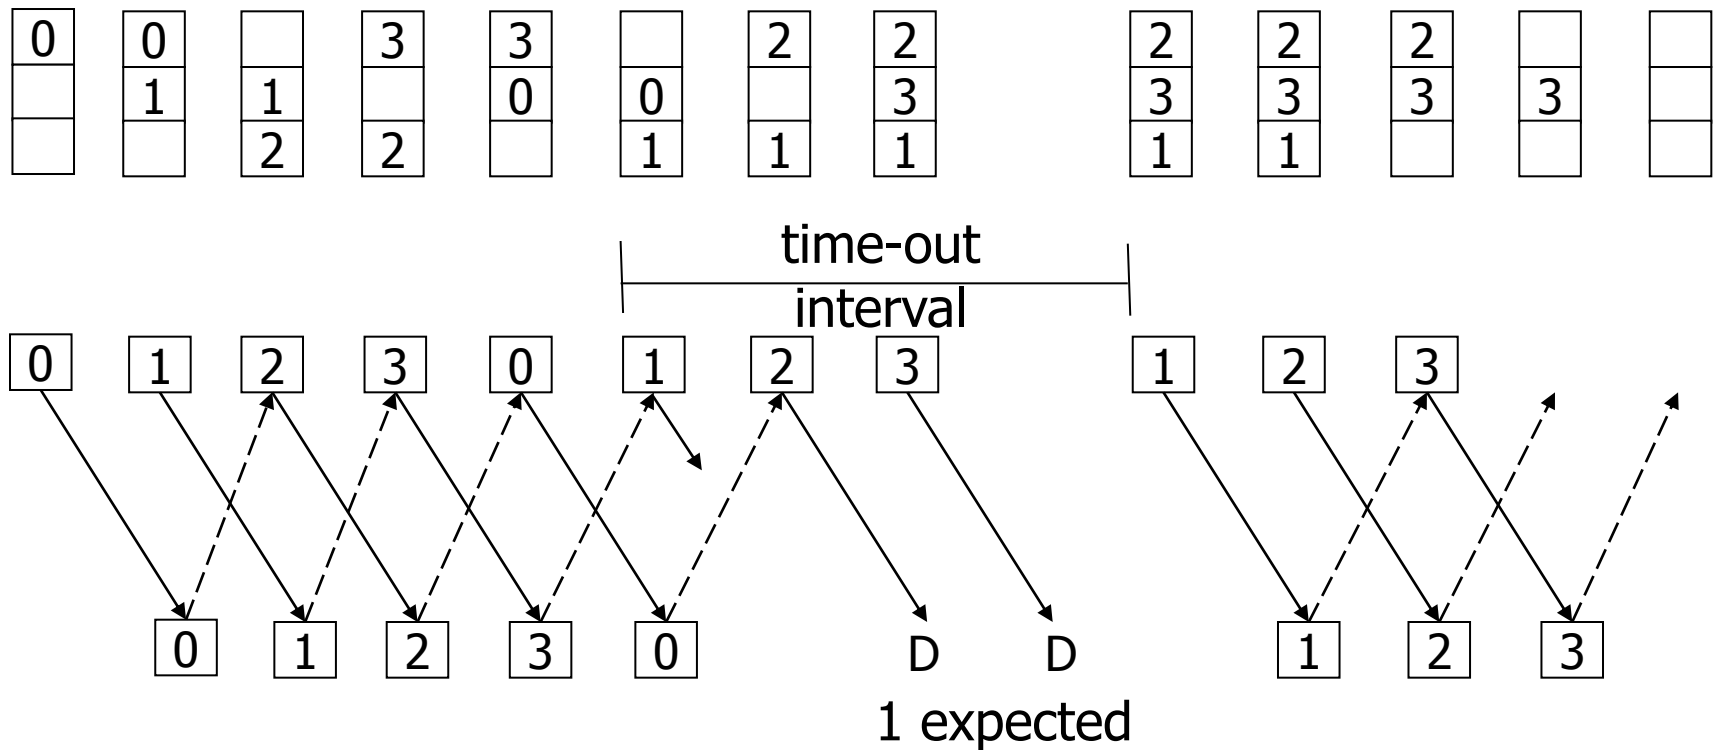 0 0 3 3 2 2 2 2 2
1 1 0 0 3 3 3 3 3
2 2 1 1 1 1 1
time-out
interval
0 1 2 3 0 1 2 3 1 2 3
0 1 2 3 0 D D 1 2 3
1 expected